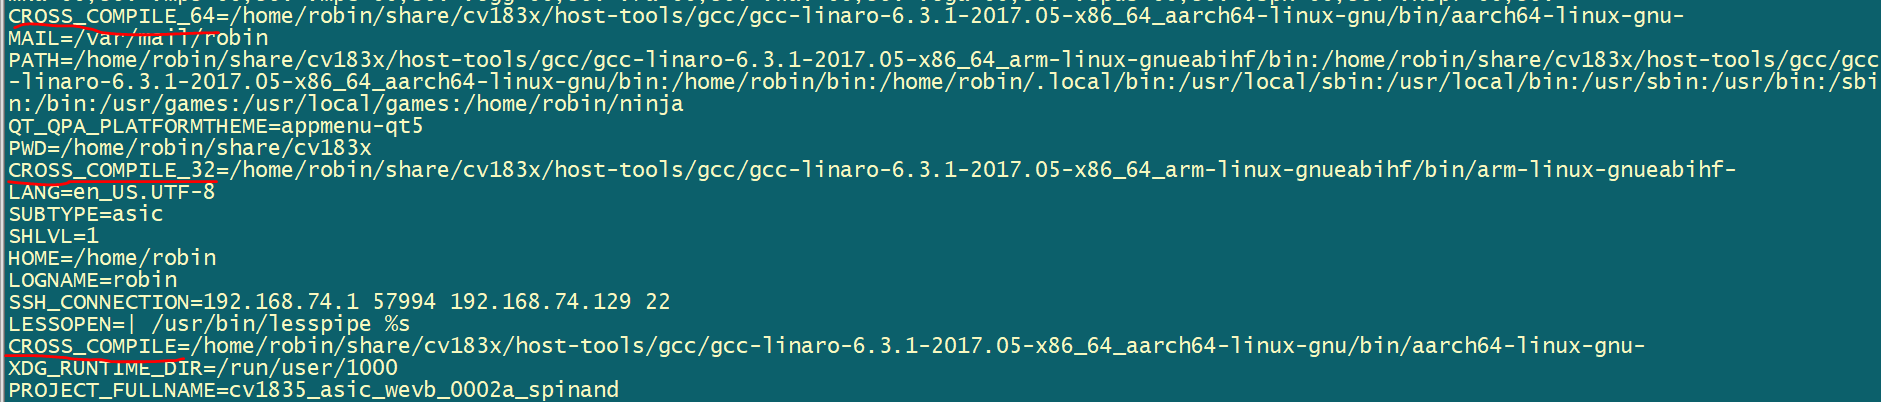 CROSS_COMPILE_64=/home/robin/share/cv183x/host-tools/gcc/gcc-linaro-6.3.1-2017.05-x86_64_aarch64-linux-gnu/bin/aarch64-linux-gnu-
MAIL=/var/mail/robin
PATH=/home/robin/share/cv183x/host-tools/gcc/gcc-linaro-6.3.1-2017.05-x86_64_arm-linux-gnueabihf/bin:/home/robin/share/cv183x/host-tools/gcc/gcc
-linaro-6.3.1-2017.05-x86_64_aarch64-linux-gnu/bin:/home/robin/bin:/home/robin/.local/bin:/usr/local/sbin:/usr/local/bin:/usr/sbin:/usr/bin:/sbi
n:/bin:/usr/games:/usr/local/games:/home/robin/ninja
QT_QPA_PLATFORMTHEME=appmenu-qt5
PWD=/home/robin/share/cv183x
CROSS_COMPILE_32=/home/robin/share/cv183x/host-tools/gcc/gcc-linaro-6.3.1-2017.05-x86_64_arm-linux-gnueabihf/bin/arm-linux-gnueabihf-
LANG=en_US.UTF-8
SUBTYPE=asic
SHLVL=1
HOME=/home/robin
LOGNAME=robin
SSH_CONNECTION=192.168.74.1 57994 192.168.74.129 22
LESSOPEN=| /usr/bin/lesspipe %s
CROSS_COMPILE=/home/robin/share/cv183x/host-tools/gcc/gcc-linaro-6.3.1-2017.05-x86_64_aarch64-linux-gnu/bin/aarch64-linux-gnu-
XDG_RUNTIME_DIR=/run/user/1000
PROJECT_FULLNAME=cv1835_asic_wevb_0002a_spinand